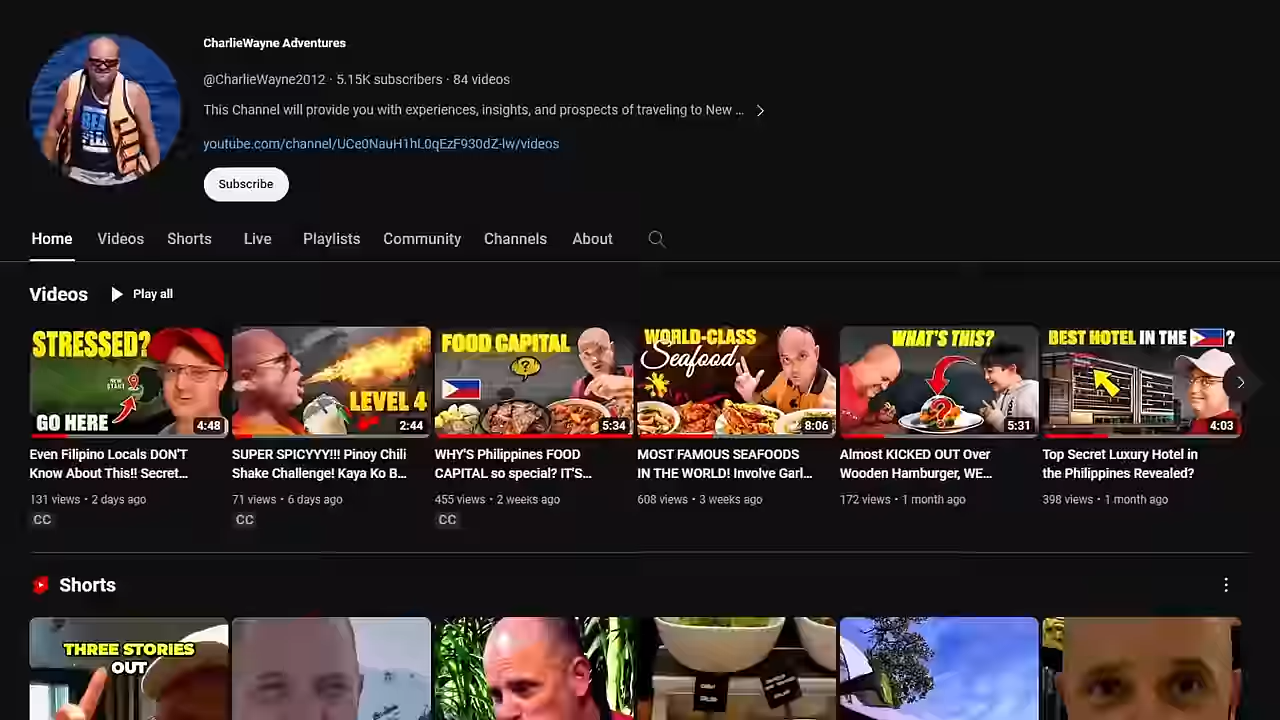 CharlieWayne Adventures
@CharlieWayne2012 · 5.15K subscribers · 84 videos
This Channel will provide you with experiences, insights, and prospects of traveling to New ...
youtube.com/channel/UCe0NauH1hL0qEzF930dZ-lw/videos
Subscribe
Home Videos Shorts Live Playlists Community Channels About
Videos Play all
STRESSED?
NEW
START
GO HERE
4:48
LEVEL 4
2:44
FOOD CAPITAL
5:34
WORLD-CLASS
Seafood
8:06
WHAT'S THIS?
5:31
BEST HOTEL IN THE ?
4:03
Even Filipino Locals DON'T
Know About This!! Secret...
131 views • 2 days ago
CC
SUPER SPICYYY!!! Pinoy Chili
Shake Challenge! Kaya Ko B...
71 views • 6 days ago
CC
WHY'S Philippines FOOD
CAPITAL so special? IT'S...
455 views • 2 weeks ago
CC
MOST FAMOUS SEAFOODS
IN THE WORLD! Involve Garl...
608 views • 3 weeks ago
Almost KICKED OUT Over
Wooden Hamburger, WE...
172 views • 1 month ago
Top Secret Luxury Hotel in
the Philippines Revealed?
398 views • 1 month ago
Shorts
THREE STORIES
OUT